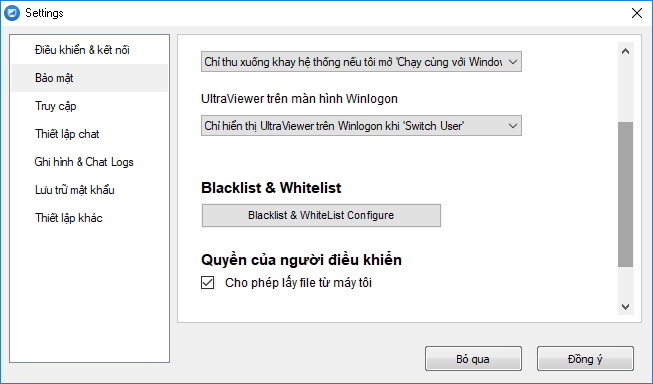 Settings
Điều khiển & kết nối
Bảo mật
Truy cập
Thiết lập chat
Ghi hình & Chat Logs
Lưu trữ mật khẩu
Thiết lập khác
Chỉ thu xuống khay hệ thống nếu tôi mở 'Chạy cùng với Window
UltraViewer trên màn hình Winlogon
Chỉ hiển thị UltraViewer trên Winlogon khi 'Switch User'
Blacklist & Whitelist
Blacklist & WhiteList Configure
Quyền của người điều khiển
Cho phép lấy file từ máy tôi
Bỏ qua
Đồng ý